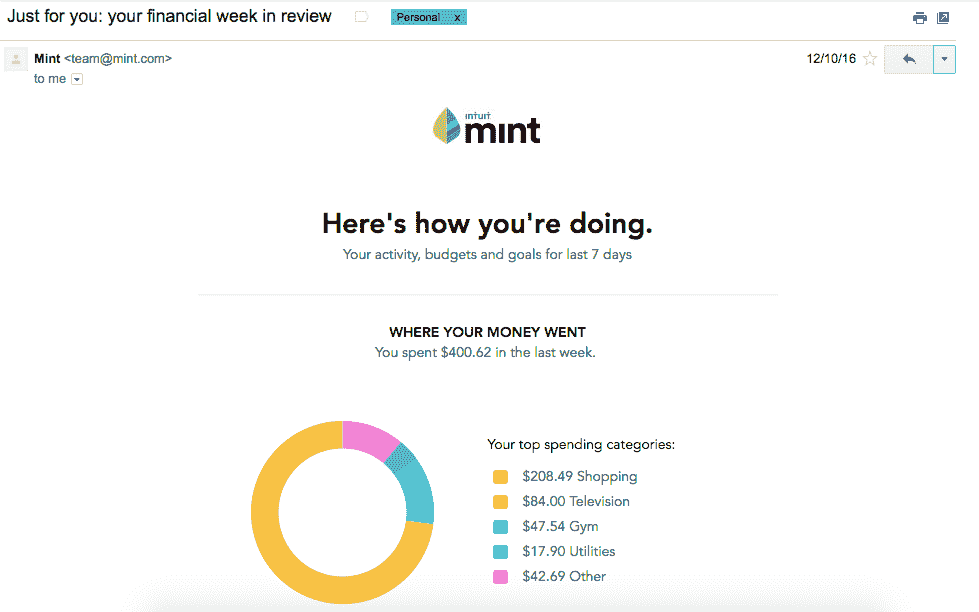 Just for you: your financial week in review
Personal x
Mint <team@mint.com>
12/10/16
to me
intuit
mint
Here's how you're doing.
Your activity, budgets and goals for last 7 days
WHERE YOUR MONEY WENT
You spent $400.62 in the last week.
Your top spending categories:
$208.49 Shopping
$84.00 Television
$47.54 Gym
$17.90 Utilities
$42.69 Other